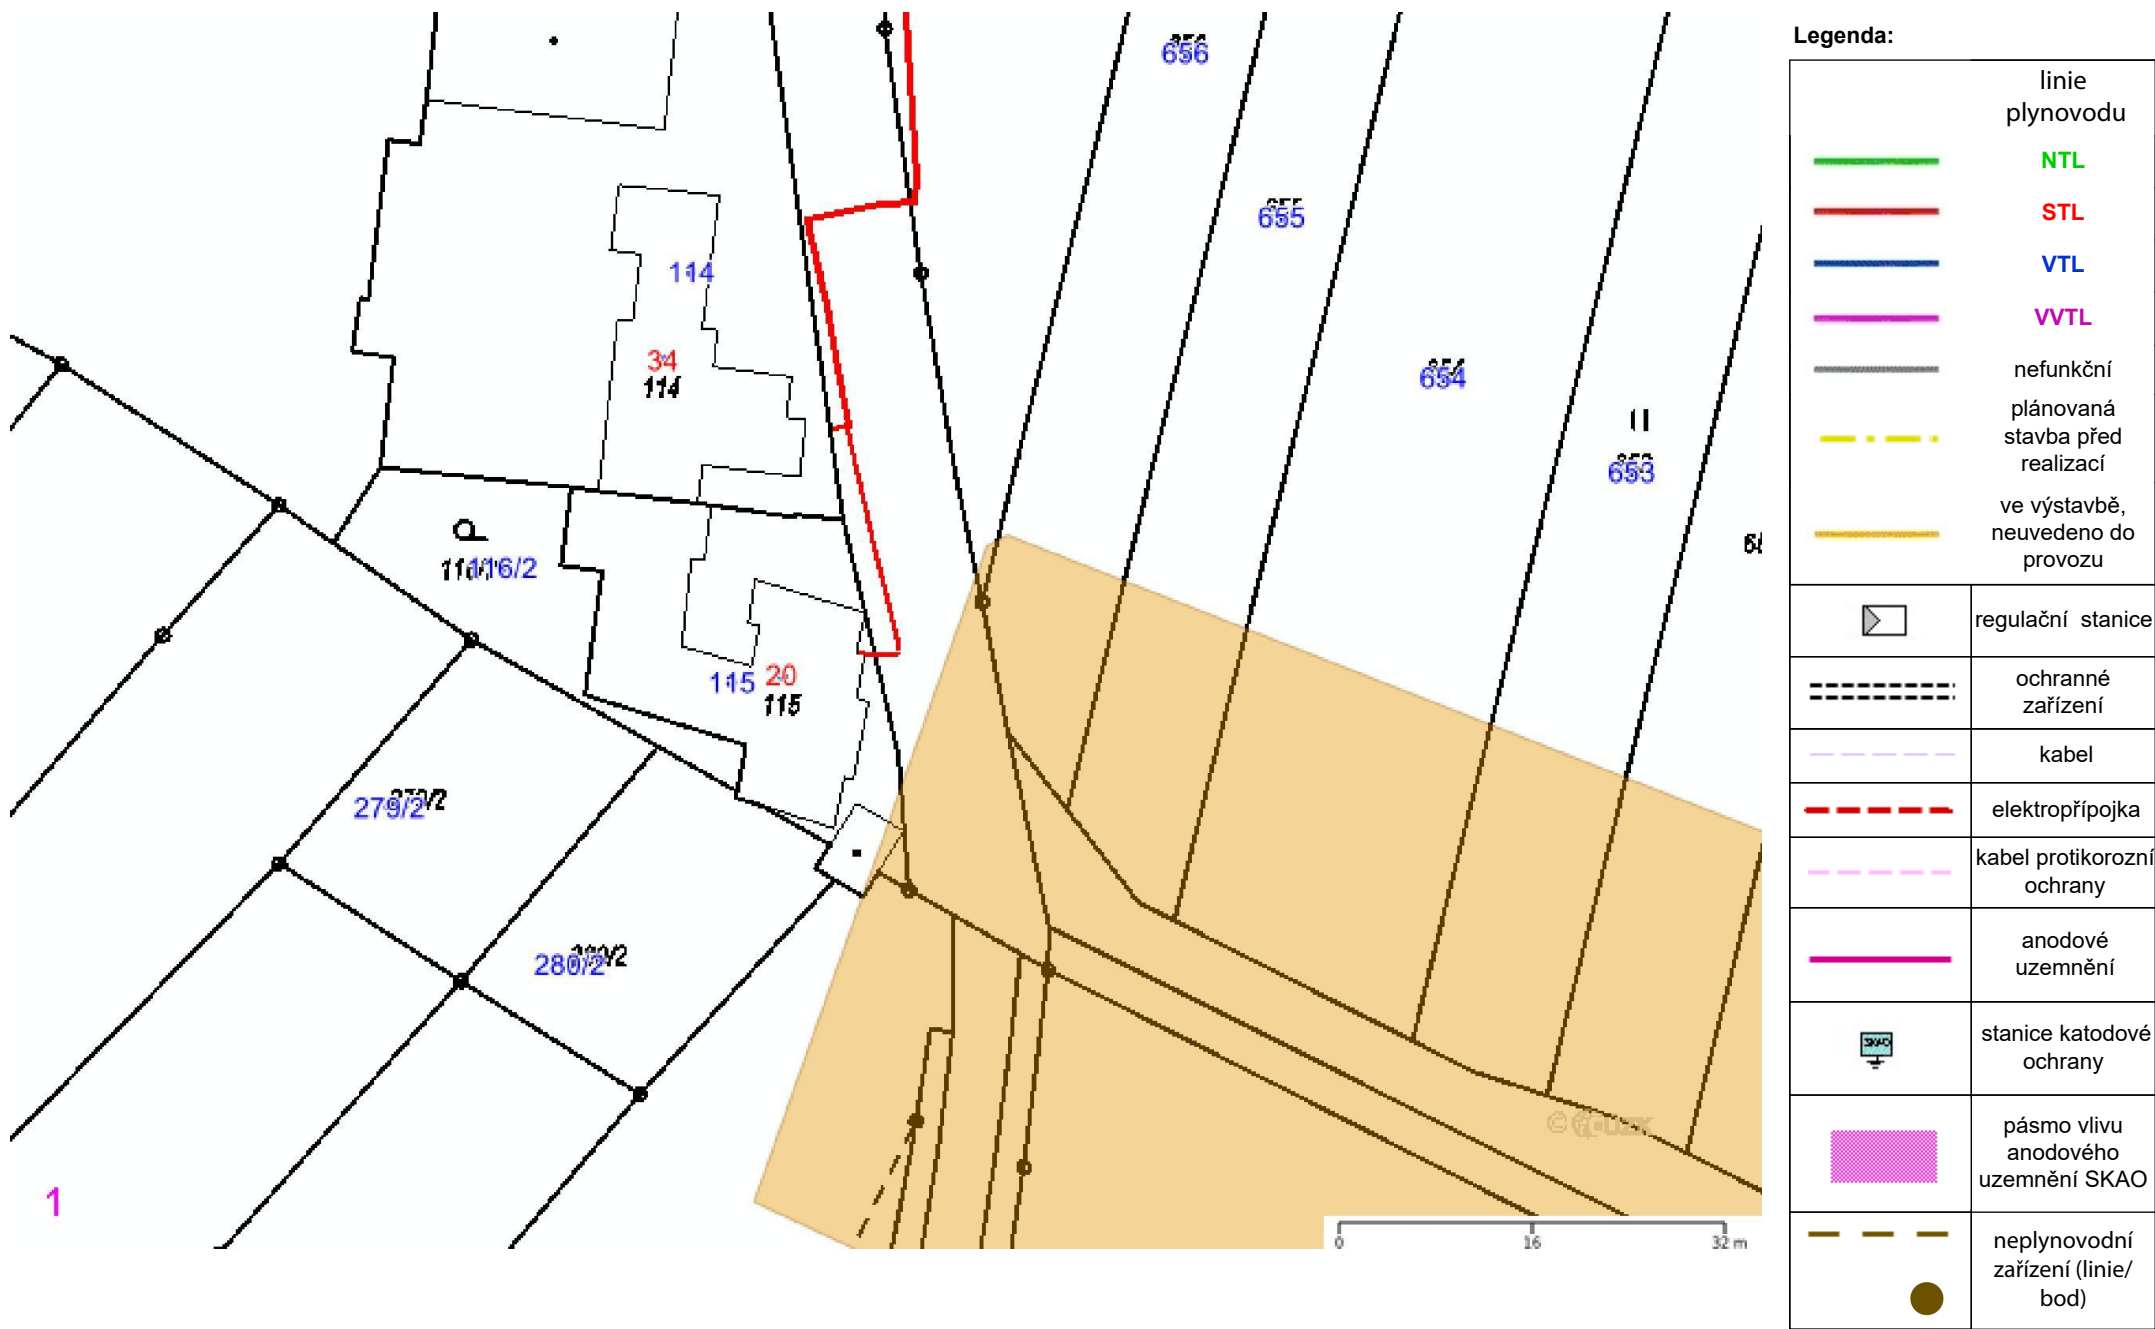 656
655
114
34
114
654
653
116/2
115
20
115
279/2
280/2
1
0 16 32 m
Legenda:
linie
plynovodu
NTL
STL
VTL
VVTL
nefunkční
plánovaná
stavba před
realizací
ve výstavbě,
neuvedeno do
provozu
regulační stanice
ochranné
zařízení
kabel
elektropřípojka
kabel protikorozní
ochrany
anodové
uzemnění
SKAO
stanice katodové
ochrany
pásmo vlivu
anodového
uzemnění SKAO
neplynovodní
zařízení (linie/
bod)